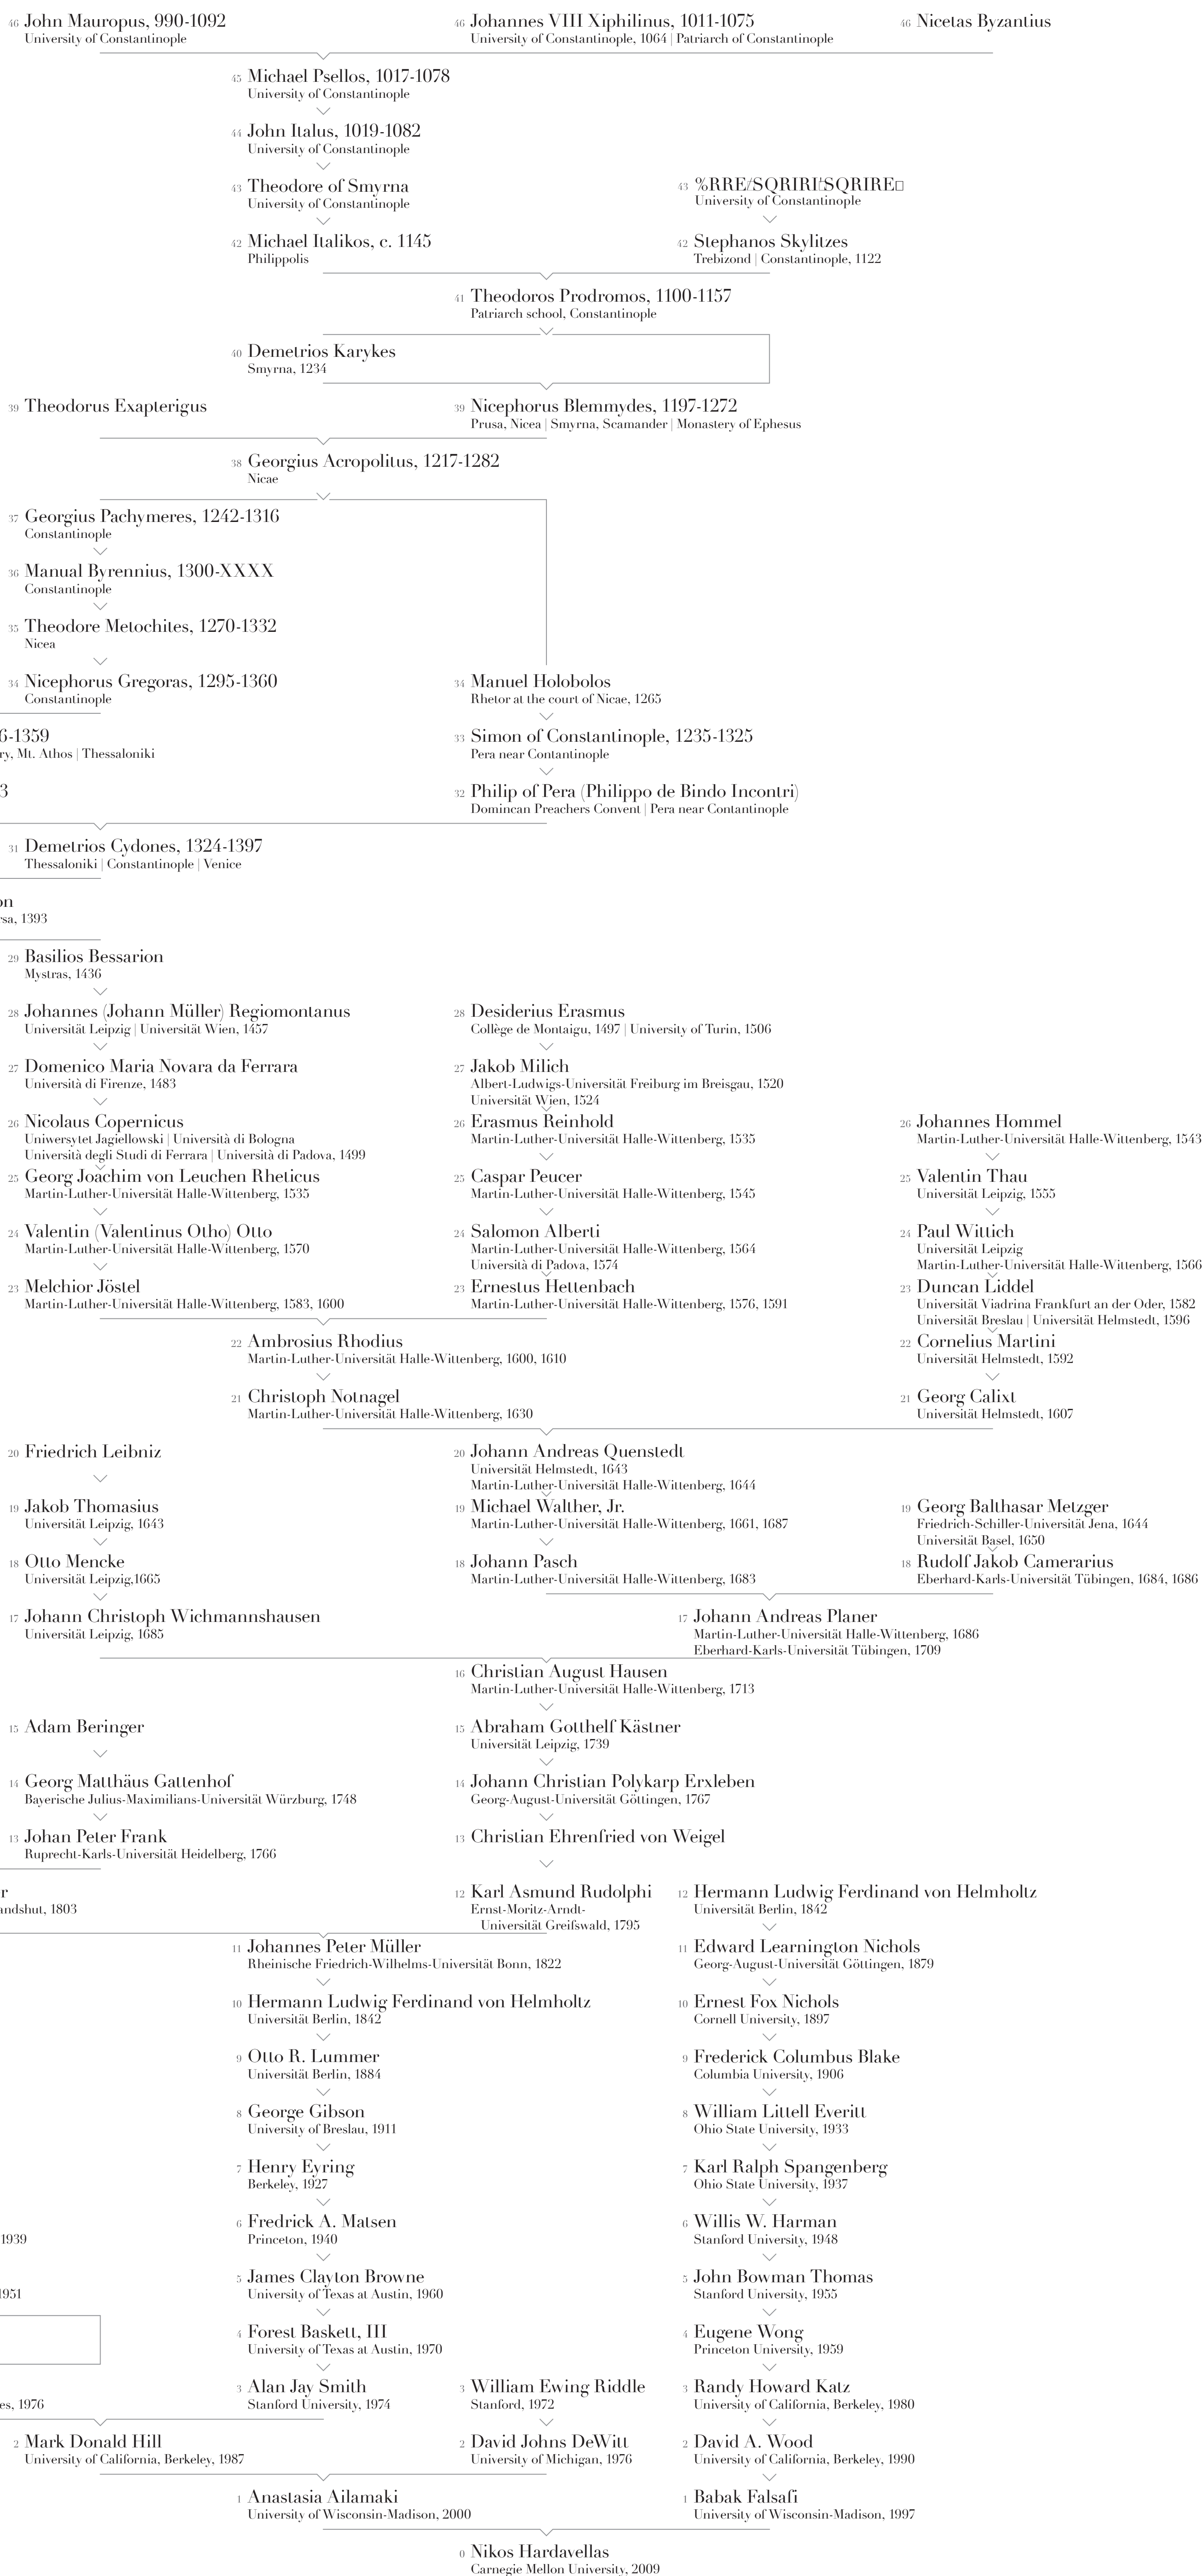 46 John Mauropus, 990-1092
University of Constantinople
46 Johannes VIII Xiphilinus, 1011-1075
University of Constantinople, 1064 | Patriarch of Constantinople
46 Nicetas Byzantius
45 Michael Psellos, 1017-1078
University of Constantinople
44 John Italus, 1019-1082
University of Constantinople
43 Theodore of Smyrna
University of Constantinople
University of Constantinople
42 Michael Italikos, c. 1145
Philippolis
42 Stephanos Skylitzes
Trebizond | Constantinople, 1122
41 Theodoros Prodromos, 1100-1157
Patriarch school, Constantinople
40 Demetrios Karykes
Smyrna, 1234
39 Theodorus Exapterigus
39 Nicephorus Blemmydes, 1197-1272
Prusa, Nicea | Smyrna, Scamander | Monastery of Ephesus
38 Georgius Acropolitus, 1217-1282
Nicae
37 Georgius Pachymeres, 1242-1316
Constantinople
36 Manual Byrennius, 1300-XXXX
Constantinople
35 Theodore Metochites, 1270-1332
Nicea
34 Nicephorus Gregoras, 1295-1360
Constantinople
34 Manuel Holobolos
Rhetor at the court of Nicae, 1265
6-1359
ry, Mt. Athos | Thessaloniki
33 Simon of Constantinople, 1235-1325
Pera near Contantinople
3
32 Philip of Pera (Philippo de Bindo Incontri)
Domincan Preachers Convent | Pera near Contantinople
31 Demetrios Cydones, 1324-1397
Thessaloniki | Constantinople | Venice
on
rsa, 1393
29 Basilios Bessarion
Mystras, 1436
28 Johannes (Johann Müller) Regiomontanus
Universität Leipzig | Universität Wien, 1457
28 Desiderius Erasmus
Collège de Montaigu, 1497 | University of Turin, 1506
27 Domenico Maria Novara da Ferrara
Università di Firenze, 1483
27 Jakob Milich
Albert-Ludwigs-Universität Freiburg im Breisgau, 1520
Universität Wien, 1524
26 Nicolaus Copernicus
Uniwersytet Jagiellowski | Università di Bologna
Università degli Studi di Ferrara | Università di Padova, 1499
26 Erasmus Reinhold
Martin-Luther-Universität Halle-Wittenberg, 1535
26 Johannes Hommel
Martin-Luther-Universität Halle-Wittenberg, 1543
25 Georg Joachim von Leuchen Rheticus
Martin-Luther-Universität Halle-Wittenberg, 1535
25 Caspar Peucer
Martin-Luther-Universität Halle-Wittenberg, 1545
25 Valentin Thau
Universität Leipzig, 1555
24 Valentin (Valentinus Otho) Otto
Martin-Luther-Universität Halle-Wittenberg, 1570
24 Salomon Alberti
Martin-Luther-Universität Halle-Wittenberg, 1564
Università di Padova, 1574
24 Paul Wittich
Universität Leipzig
Martin-Luther-Universität Halle-Wittenberg, 1566
23 Melchior Jöstel
Martin-Luther-Universität Halle-Wittenberg, 1583, 1600
23 Ernestus Hettenbach
Martin-Luther-Universität Halle-Wittenberg, 1576, 1591
23 Duncan Liddel
Universität Viadrina Frankfurt an der Oder, 1582
Universität Breslau | Universität Helmstedt, 1596
22 Ambrosius Rhodius
Martin-Luther-Universität Halle-Wittenberg, 1600, 1610
22 Cornelius Martini
Universität Helmstedt, 1592
21 Christoph Notnagel
Martin-Luther-Universität Halle-Wittenberg, 1630
21 Georg Calixt
Universität Helmstedt, 1607
20 Friedrich Leibniz
20 Johann Andreas Quenstedt
Universität Helmstedt, 1643
Martin-Luther-Universität Halle-Wittenberg, 1644
19 Jakob Thomasius
Universität Leipzig, 1643
19 Michael Walther, Jr.
Martin-Luther-Universität Halle-Wittenberg, 1661, 1687
19 Georg Balthasar Metzger
Friedrich-Schiller-Universität Jena, 1644
Universität Basel, 1650
18 Otto Mencke
Universität Leipzig,1665
18 Johann Pasch
Martin-Luther-Universität Halle-Wittenberg, 1683
18 Rudolf Jakob Camerarius
Eberhard-Karls-Universität Tübingen, 1684, 1686
17 Johann Christoph Wichmannshausen
Universität Leipzig, 1685
17 Johann Andreas Planer
Martin-Luther-Universität Halle-Wittenberg, 1686
Eberhard-Karls-Universität Tübingen, 1709
16 Christian August Hausen
Martin-Luther-Universität Halle-Wittenberg, 1713
15 Adam Beringer
15 Abraham Gotthelf Kästner
Universität Leipzig, 1739
14 Georg Matthäus Gattenhof
Bayerische Julius-Maximilians-Universität Würzburg, 1748
14 Johann Christian Polykarp Erxleben
Georg-August-Universität Göttingen, 1767
13 Johan Peter Frank
Ruprecht-Karls-Universität Heidelberg, 1766
13 Christian Ehrenfried von Weigel
r
andshut, 1803
12 Karl Asmund Rudolphi
Ernst-Moritz-Arndt-
Universität Greifswald, 1795
12 Hermann Ludwig Ferdinand von Helmholtz
Universität Berlin, 1842
11 Johannes Peter Müller
Rheinische Friedrich-Wilhelms-Universität Bonn, 1822
11 Edward Learnington Nichols
Georg-August-Universität Göttingen, 1879
10 Hermann Ludwig Ferdinand von Helmholtz
Universität Berlin, 1842
10 Ernest Fox Nichols
Cornell University, 1897
9 Otto R. Lummer
Universität Berlin, 1884
9 Frederick Columbus Blake
Columbia University, 1906
8 George Gibson
University of Breslau, 1911
8 William Littell Everitt
Ohio State University, 1933
7 Henry Eyring
Berkeley, 1927
7 Karl Ralph Spangenberg
Ohio State University, 1937
1939
6 Fredrick A. Matsen
Princeton, 1940
6 Willis W. Harman
Stanford University, 1948
1951
5 James Clayton Browne
University of Texas at Austin, 1960
5 John Bowman Thomas
Stanford University, 1955
4 Forest Baskett, III
University of Texas at Austin, 1970
4 Eugene Wong
Princeton University, 1959
es, 1976
3 Alan Jay Smith
Stanford University, 1974
3 William Ewing Riddle
Stanford, 1972
3 Randy Howard Katz
University of California, Berkeley, 1980
2 Mark Donald Hill
University of California, Berkeley, 1987
2 David Johns DeWitt
University of Michigan, 1976
2 David A. Wood
University of California, Berkeley, 1990
1 Anastasia Ailamaki
University of Wisconsin-Madison, 2000
1 Babak Falsafi
University of Wisconsin-Madison, 1997
0 Nikos Hardavellas
Carnegie Mellon University, 2009